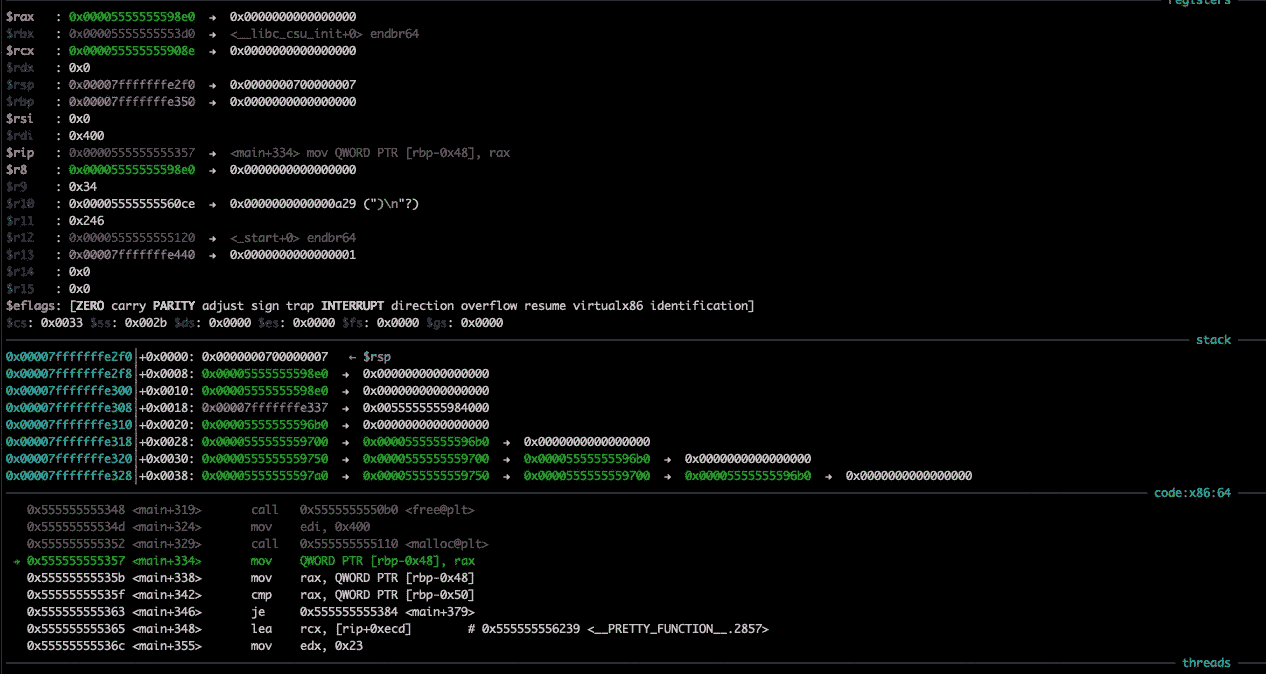 registers
$rax   : 0x00005555555598e0  →  0x0000000000000000
$rbx   : 0x00005555555553d0  →  <__libc_csu_init+0> endbr64
$rcx   : 0x000055555555908e  →  0x0000000000000000
$rdx   : 0x0
$rsp   : 0x00007fffffffe2f0  →  0x0000000700000007
$rbp   : 0x00007fffffffe350  →  0x0000000000000000
$rsi   : 0x0
$rdi   : 0x400
$rip   : 0x0000555555555357  →  <main+334> mov QWORD PTR [rbp-0x48], rax
$r8    : 0x00005555555598e0  →  0x0000000000000000
$r9    : 0x34
$r10   : 0x00005555555560ce  →  0x0000000000000a29 (")\n"?)
$r11   : 0x246
$r12   : 0x0000555555555120  →  <_start+0> endbr64
$r13   : 0x00007fffffffe440  →  0x0000000000000001
$r14   : 0x0
$r15   : 0x0
$eflags: [ZERO carry PARITY adjust sign trap INTERRUPT direction overflow resume virtualx86 identification]
$cs: 0x0033 $ss: 0x002b $ds: 0x0000 $es: 0x0000 $fs: 0x0000 $gs: 0x0000
stack
0x00007fffffffe2f0│+0x0000: 0x0000000700000007   ← $rsp
0x00007fffffffe2f8│+0x0008: 0x00005555555598e0  →  0x0000000000000000
0x00007fffffffe300│+0x0010: 0x00005555555598e0  →  0x0000000000000000
0x00007fffffffe308│+0x0018: 0x00007fffffffe337  →  0x0055555555984000
0x00007fffffffe310│+0x0020: 0x00005555555596b0  →  0x0000000000000000
0x00007fffffffe318│+0x0028: 0x0000555555559700  →  0x00005555555596b0  →  0x0000000000000000
0x00007fffffffe320│+0x0030: 0x0000555555559750  →  0x0000555555559700  →  0x00005555555596b0  →  0x0000000000000000
0x00007fffffffe328│+0x0038: 0x00005555555597a0  →  0x0000555555559750  →  0x0000555555559700  →  0x00005555555596b0  →  0x0000000000000000
code:x86:64
0x555555555348 <main+319>       call   0x5555555550b0 <free@plt>
0x55555555534d <main+324>       mov    edi, 0x400
0x555555555352 <main+329>       call   0x555555555110 <malloc@plt>
→ 0x555555555357 <main+334>       mov    QWORD PTR [rbp-0x48], rax
0x55555555535b <main+338>       mov    rax, QWORD PTR [rbp-0x48]
0x55555555535f <main+342>       cmp    rax, QWORD PTR [rbp-0x50]
0x555555555363 <main+346>       je     0x555555555384 <main+379>
0x555555555365 <main+348>       lea    rcx, [rip+0xecd]        # 0x555555556239 <__PRETTY_FUNCTION__.2857>
0x55555555536c <main+355>       mov    edx, 0x23
threads